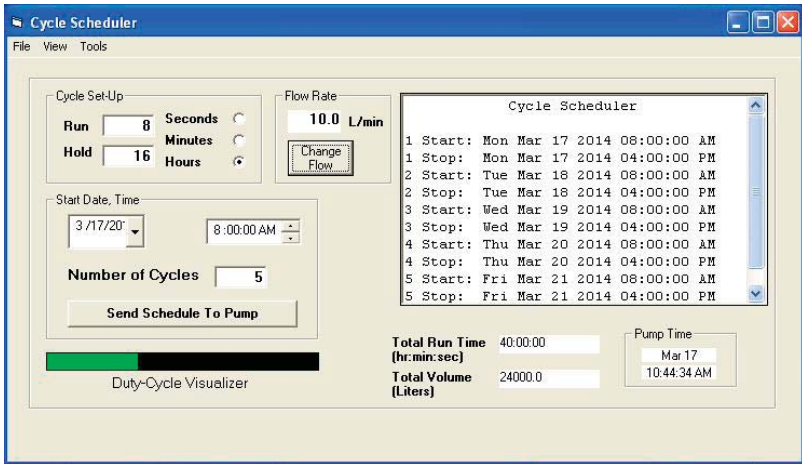 Cycle Scheduler
File View Tools
Cycle Set-Up
Run 8
Hold 16
Seconds
Minutes
Hours
Flow Rate
10.0 L/min
Change
Flow
Start Date, Time
3 /17/20
8 :00:00 AM
Number of Cycles 5
Send Schedule To Pump
Duty-Cycle Visualizer
Cycle Scheduler
1 Start: Mon Mar 17 2014 08:00:00 AM
1 Stop: Mon Mar 17 2014 04:00:00 PM
2 Start: Tue Mar 18 2014 08:00:00 AM
2 Stop: Tue Mar 18 2014 04:00:00 PM
3 Start: Wed Mar 19 2014 08:00:00 AM
3 Stop: Wed Mar 19 2014 04:00:00 PM
4 Start: Thu Mar 20 2014 08:00:00 AM
4 Stop: Thu Mar 20 2014 04:00:00 PM
5 Start: Fri Mar 21 2014 08:00:00 AM
5 Stop: Fri Mar 21 2014 04:00:00 PM
Total Run Time 40:00:00
(hr:min:sec)
Total Volume 24000.0
(Liters)
Pump Time
Mar 17
10:44:34 AM